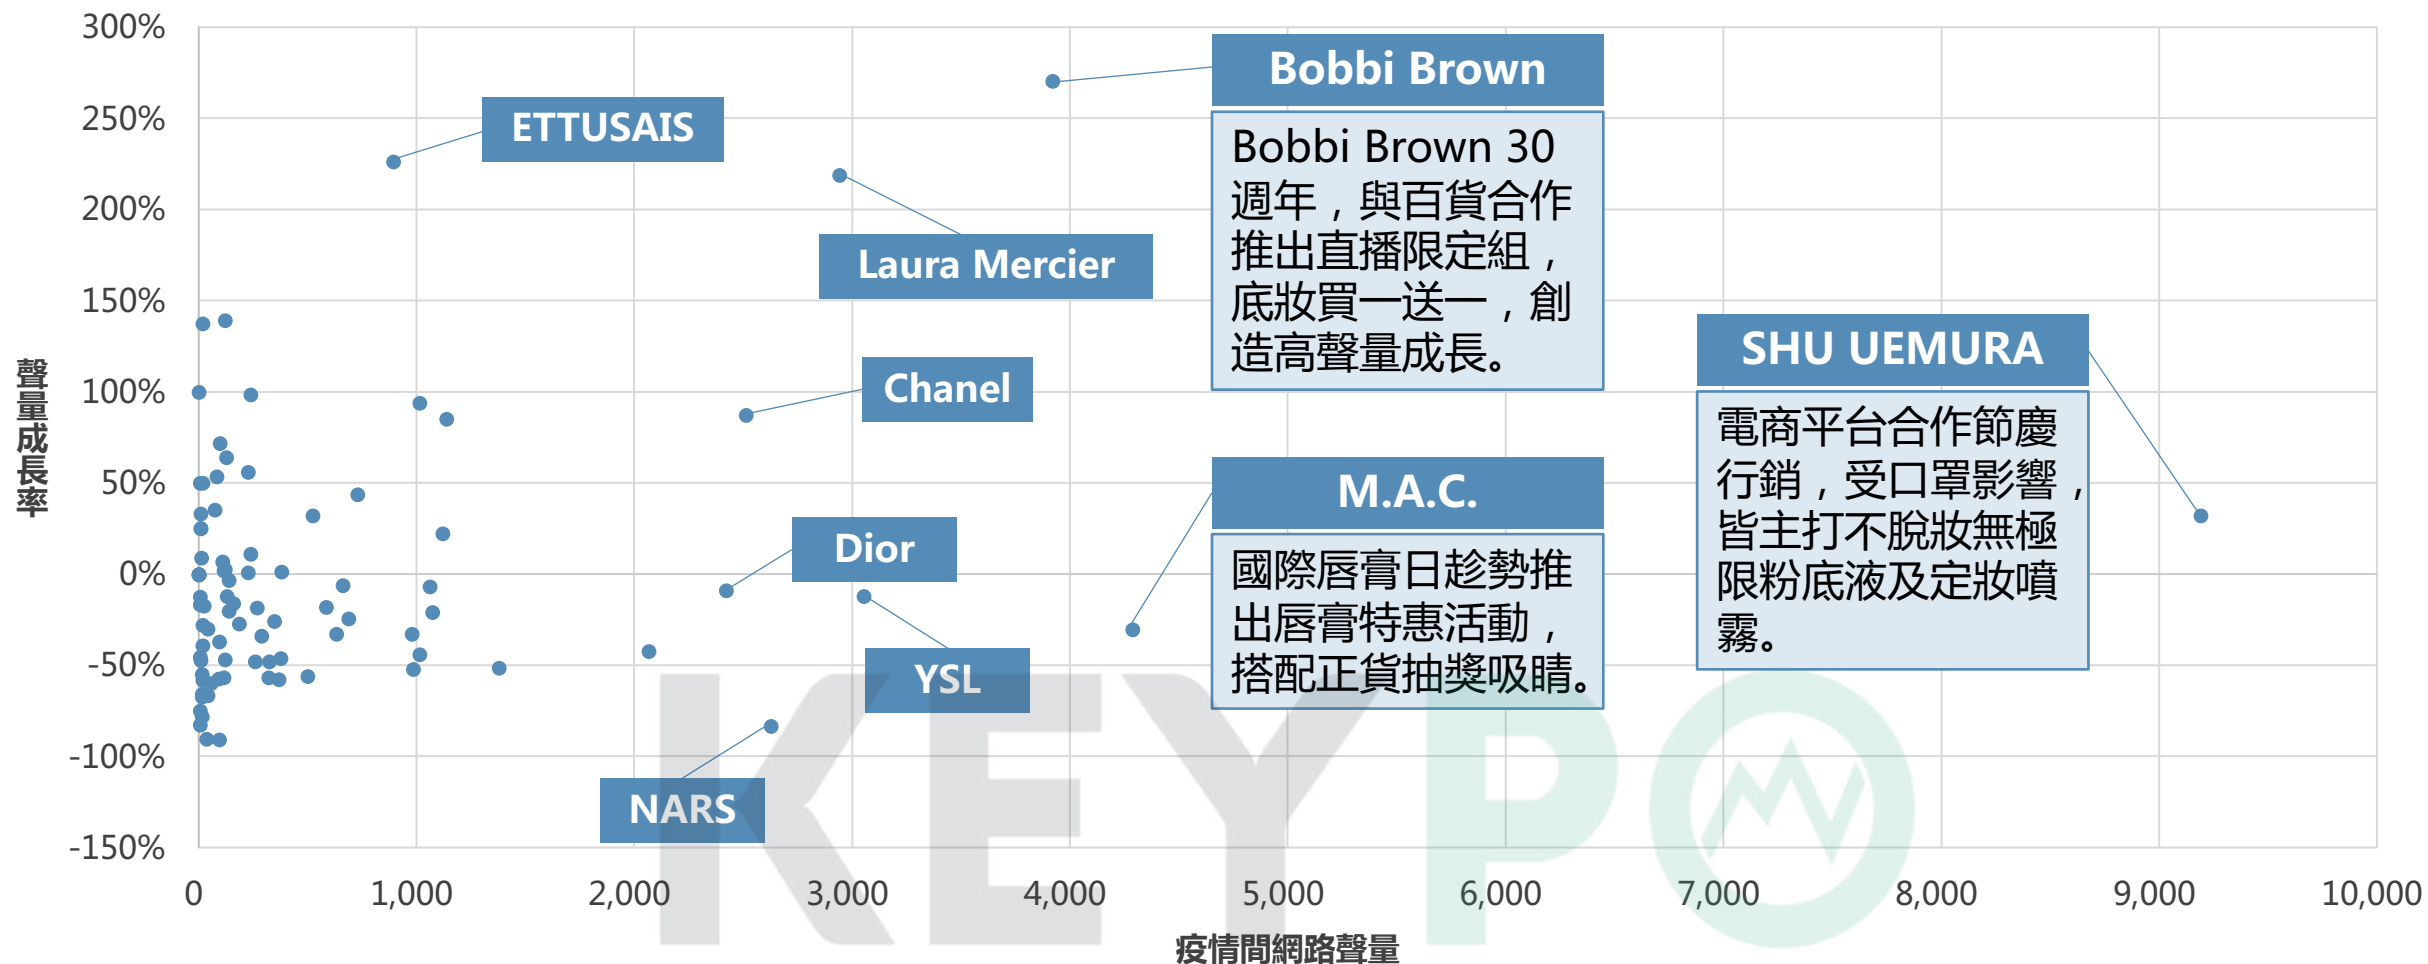 300%
250%
200%
150%
100%
50%
0%
-50%
-100%
-150%
聲量成長率
ETTUSAIS
Laura Mercier
Chanel
Dior
YSL
NARS
Bobbi Brown
Bobbi Brown 30
週年，與百貨合作
推出直播限定組，
底妝買一送一，創
造高聲量成長。
M.A.C.
國際唇膏日趁勢推
出唇膏特惠活動，
搭配正貨抽獎吸睛。
SHU UEMURA
電商平台合作節慶
行銷，受口罩影響，
皆主打不脫妝無極
限粉底液及定妝噴
霧。
KEYPO
0 1,000 2,000 3,000 4,000 5,000 6,000 7,000 8,000 9,000 10,000
疫情間網路聲量